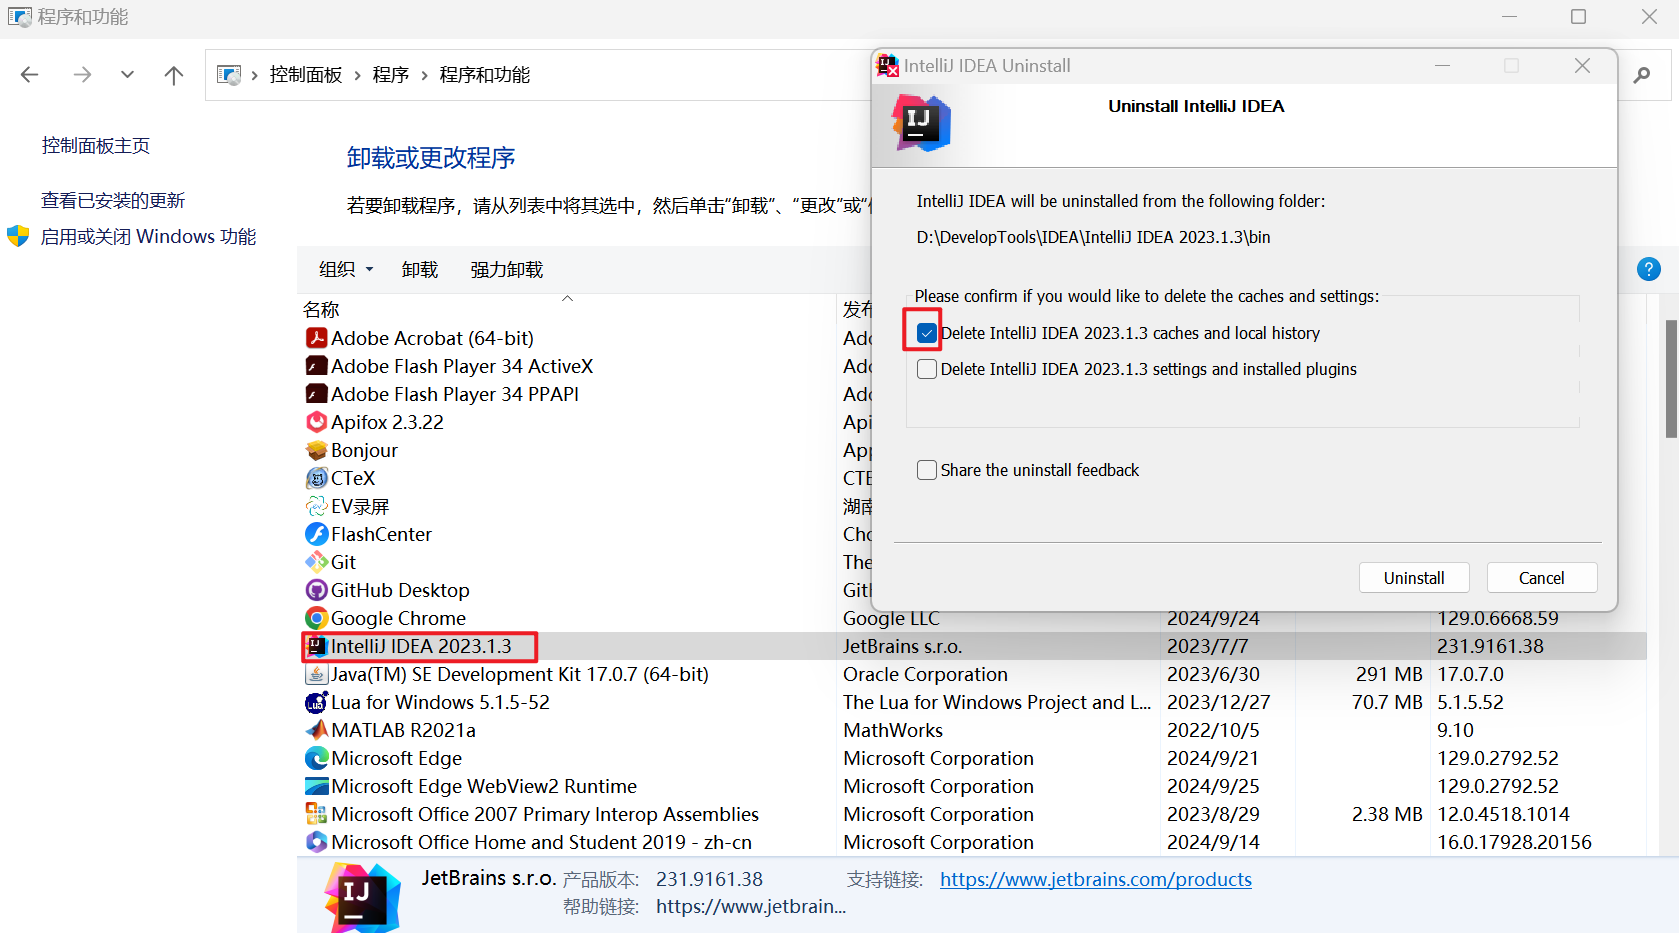 程序和功能
控制面板 › 程序 › 程序和功能
IntelliJ IDEA Uninstall
Uninstall IntelliJ IDEA
IntelliJ IDEA will be uninstalled from the following folder:
D:\DevelopTools\IDEA\IntelliJ IDEA 2023.1.3\bin
Please confirm if you would like to delete the caches and settings:
Delete IntelliJ IDEA 2023.1.3 caches and local history
Delete IntelliJ IDEA 2023.1.3 settings and installed plugins
Share the uninstall feedback
Uninstall Cancel
控制面板主页
查看已安装的更新
启用或关闭 Windows 功能
卸载或更改程序
若要卸载程序，请从列表中将其选中，然后单击“卸载”、“更改”或“
组织 卸载 强力卸载
名称 发布
Adobe Acrobat (64-bit) Ado
Adobe Flash Player 34 ActiveX Ado
Adobe Flash Player 34 PPAPI Ado
Apifox 2.3.22 Api
Bonjour App
CTeX CTE
EV录屏 湖南
FlashCenter Cho
Git The
GitHub Desktop Gitl
Google Chrome Google LLC 2024/9/24 129.0.6668.59
IntelliJ IDEA 2023.1.3 JetBrains s.r.o. 2023/7/7 231.9161.38
Java(TM) SE Development Kit 17.0.7 (64-bit) Oracle Corporation 2023/6/30 291 MB 17.0.7.0
Lua for Windows 5.1.5-52 The Lua for Windows Project and L... 2023/12/27 70.7 MB 5.1.5.52
MATLAB R2021a MathWorks 2022/10/5 9.10
Microsoft Edge Microsoft Corporation 2024/9/21 129.0.2792.52
Microsoft Edge WebView2 Runtime Microsoft Corporation 2024/9/25 129.0.2792.52
Microsoft Office 2007 Primary Interop Assemblies Microsoft Corporation 2023/8/29 2.38 MB 12.0.4518.1014
Microsoft Office Home and Student 2019 - zh-cn Microsoft Corporation 2024/9/14 16.0.17928.20156
JetBrains s.r.o. 产品版本: 231.9161.38 支持链接: https://www.jetbrains.com/products
帮助链接: https://www.jetbrain...